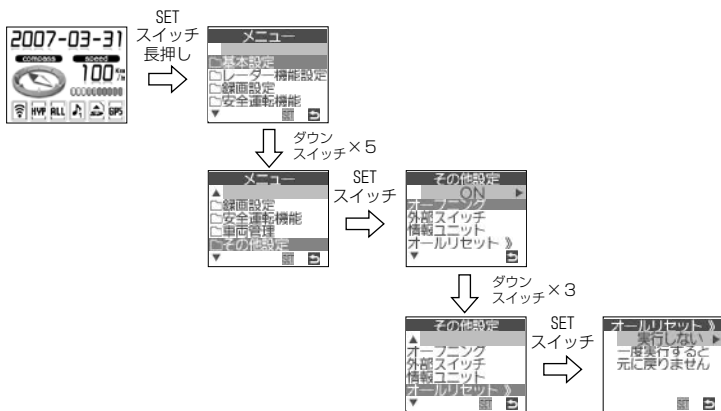 2007-03-31
compass
speed
100 Km/h
0000000000
HYP ALL GPS
SET
スイッチ
長押し
メニュー
基本設定
レーダー機能設定
録画設定
安全運転機能
SET
ダウン
スイッチ×5
メニュー
録画設定
安全運転機能
車両管理
その他設定
SET
SET
スイッチ
その他設定
ON
オープニング
外部スイッチ
情報ユニット
オールリセット 》
ダウン
スイッチ×3
その他設定
オープニング
外部スイッチ
情報ユニット
オールリセット 》
SET
SET
スイッチ
オールリセット 》
実行しない
一度実行すると
元に戻りません
SET